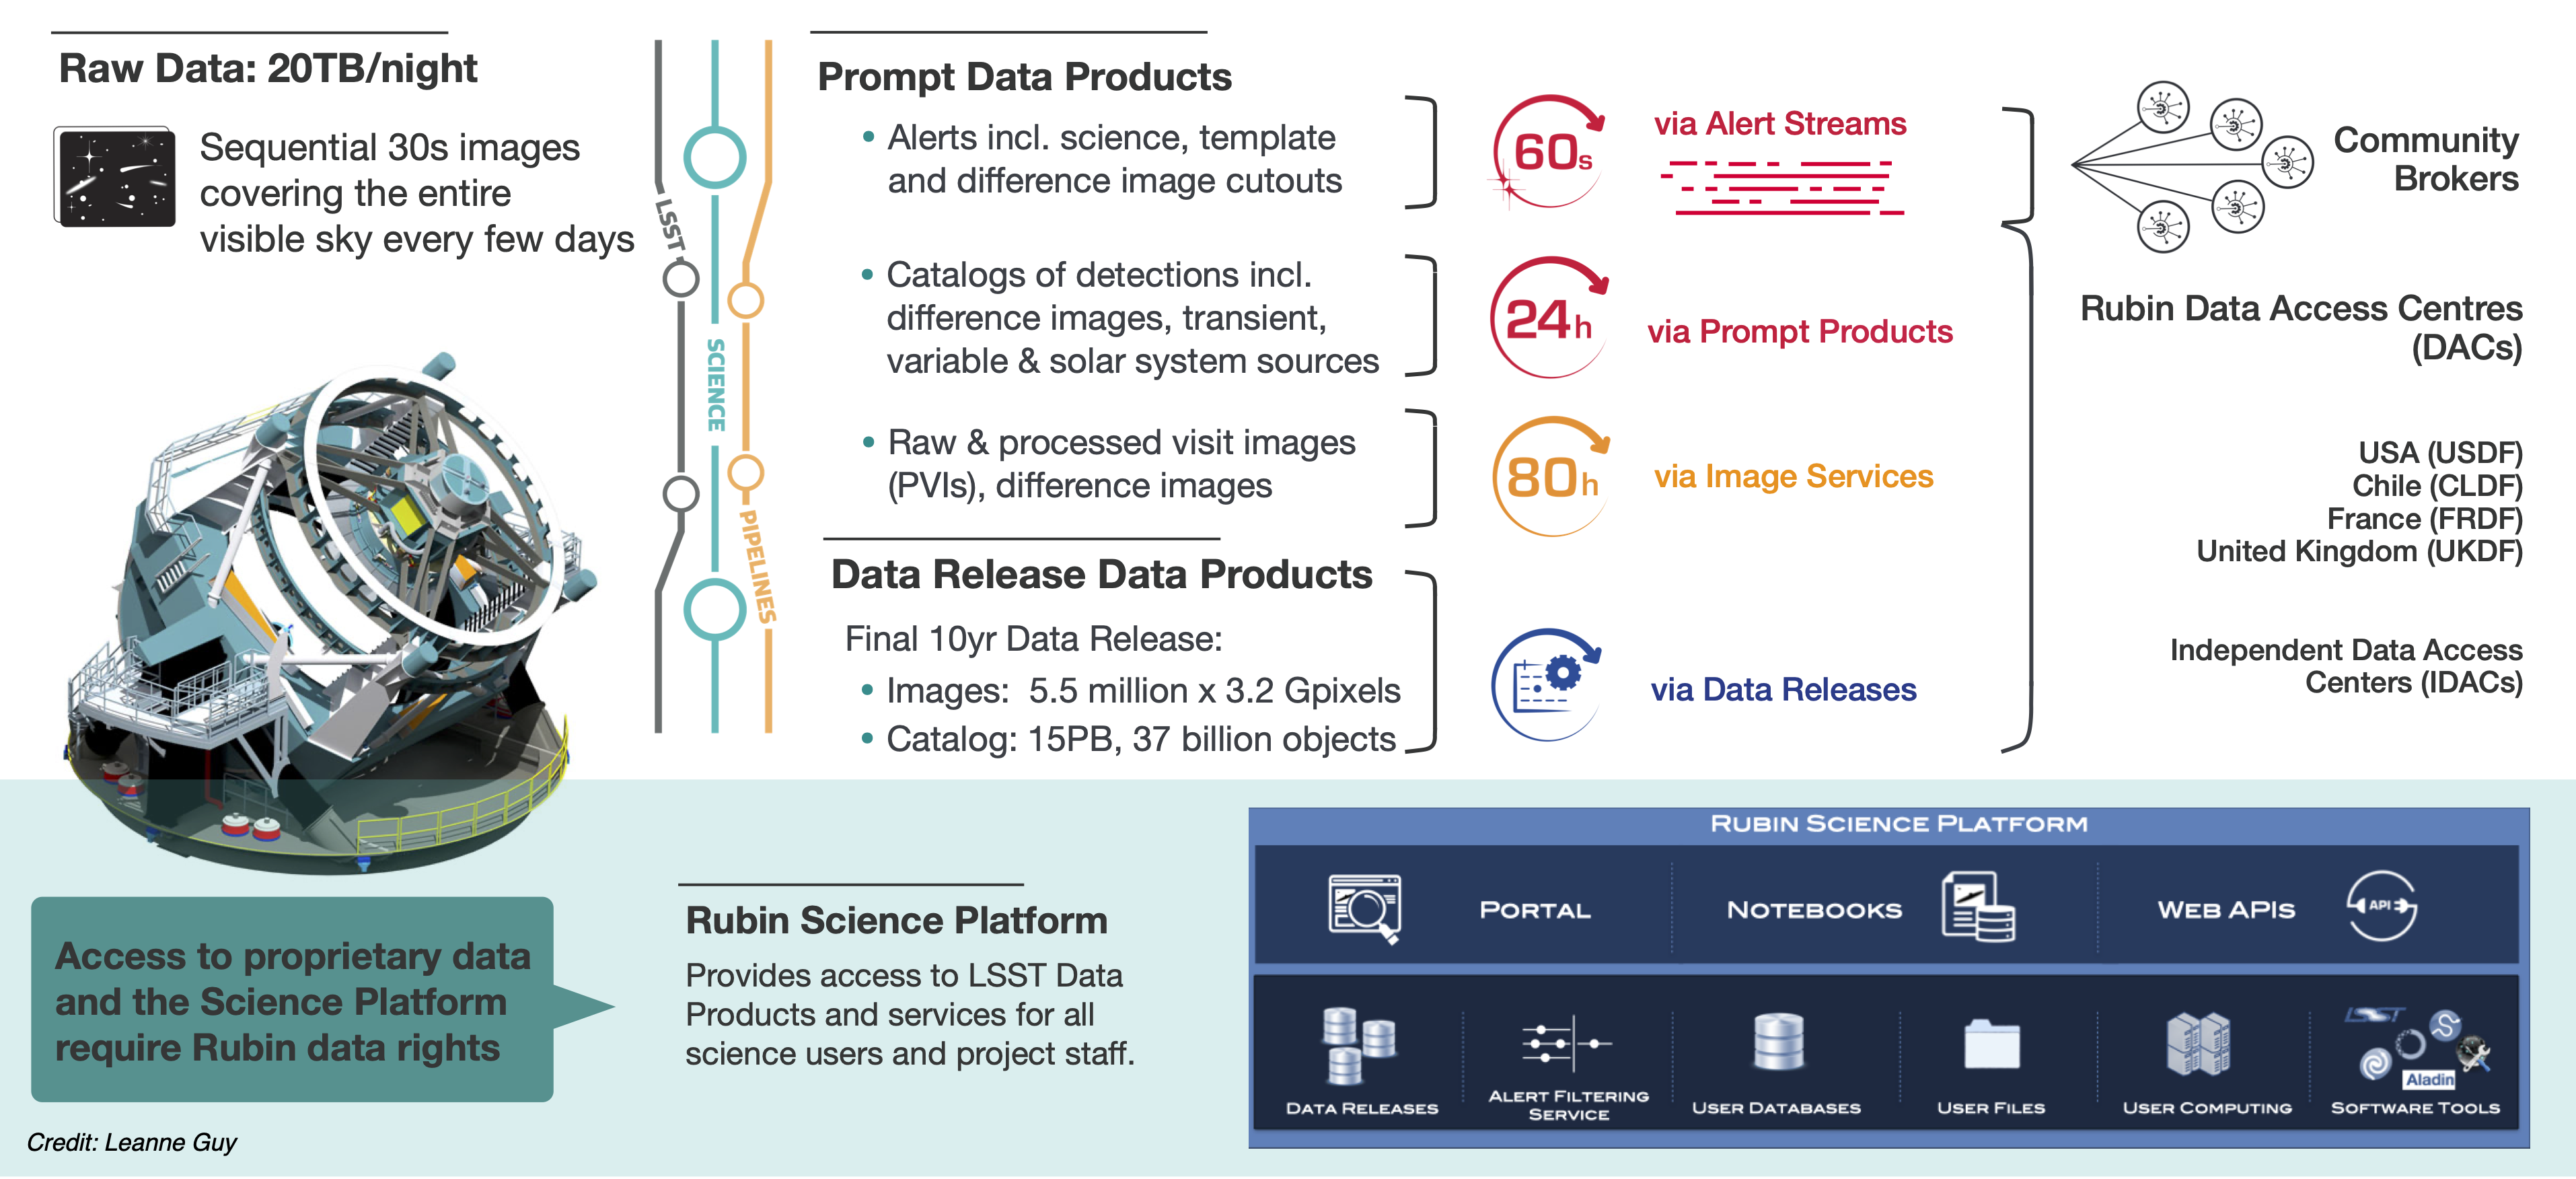 Raw Data: 20TB/night
Sequential 30s images
covering the entire
visible sky every few days
LSST
SCIENCE
PIPELINES
Prompt Data Products
• Alerts incl. science, template
and difference image cutouts
60s
via Alert Streams
• Catalogs of detections incl.
difference images, transient,
variable & solar system sources
24h
via Prompt Products
• Raw & processed visit images
(PVIs), difference images
80h
via Image Services
Data Release Data Products
Final 10yr Data Release:
• Images: 5.5 million x 3.2 Gpixels
• Catalog: 15PB, 37 billion objects
via Data Releases
Community
Brokers
Rubin Data Access Centres
(DACs)
USA (USDF)
Chile (CLDF)
France (FRDF)
United Kingdom (UKDF)
Independent Data Access
Centers (IDACs)
Access to proprietary data
and the Science Platform
require Rubin data rights
Credit: Leanne Guy
Rubin Science Platform
Provides access to LSST Data
Products and services for all
science users and project staff.
RUBIN SCIENCE PLATFORM
PORTAL
NOTEBOOKS
WEB APIS
API
DATA RELEASES
ALERT FILTERING
SERVICE
USER DATABASES
USER FILES
USER COMPUTING
LSST
Aladin
SOFTWARE TOOLS